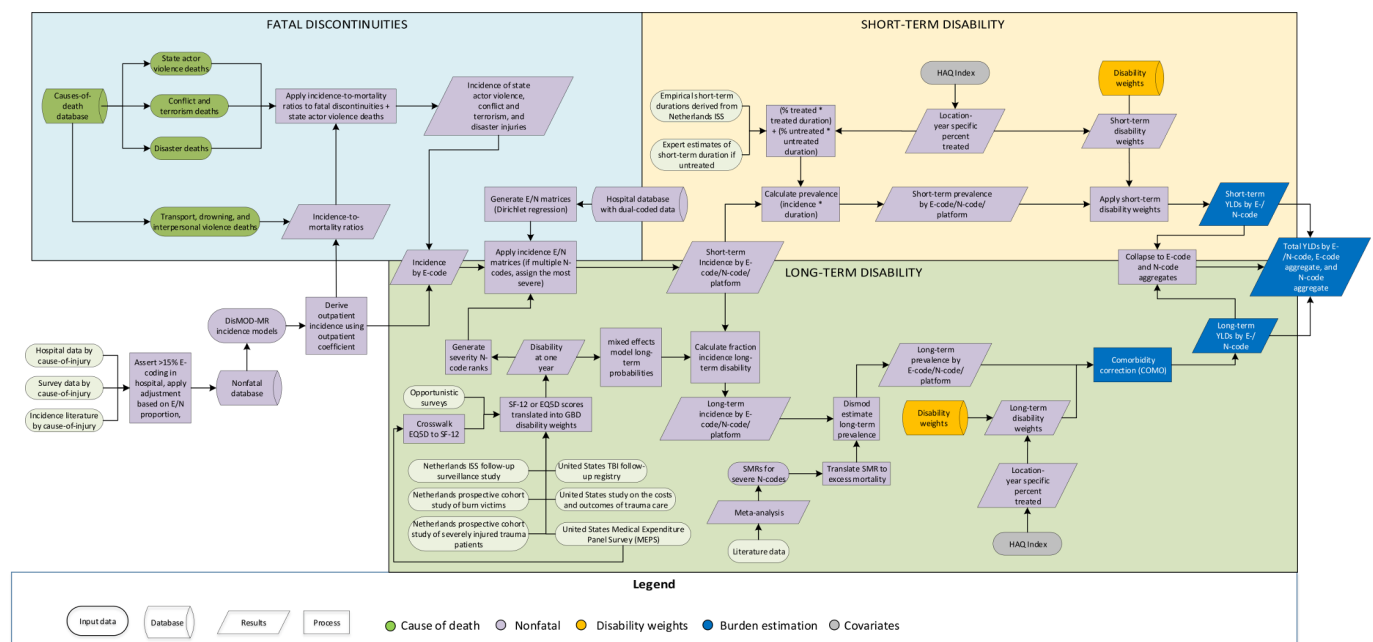 FATAL DISCONTINUITIES
State actor
violence deaths
Causes-of-
death
database
Conflict and
terrorism deaths
Disaster deaths
Apply incidence-to-mortality
ratios to fatal discontinuities +
state actor violence deaths
Incidence of state
actor violence,
conflict and
terrorism, and
disaster injuries
Transport, drowning, and
interpersonal violence deaths
Incidence-to-
mortality ratios
Generate E/N matrices
(Dirichlet regression)
Hospital database
with dual-coded data
SHORT-TERM DISABILITY
HAQ Index
Disability
weights
Empirical short-term
durations derived from
Netherlands ISS
Expert estimates of
short-term duration if
untreated
(% treated *
treated duration)
+ (% untreated *
untreated
duration)
Location-
year specific
percent
treated
Short-term
disability
weights
Calculate prevalence
(incidence *
duration)
Short-term prevalence
by E-code/N-code/
platform
Apply short-term
disability weights
Short-term
YLDs by E-/
N-code
Incidence
by E-code
Apply incidence E/N
matrices (if multiple N-
codes, assign the most
severe)
Short-term
Incidence by E-
code/N-code/
platform
Collapse to E-code
and N-code
aggregates
Total YLDs by E-
/N-code, E-code
aggregate, and
N-code
aggregate
LONG-TERM DISABILITY
DisMOD-MR
incidence models
Derive
outpatient
incidence using
outpatient
coefficient
Hospital data by
cause-of-injury
Survey data by
cause-of-injury
Incidence literature
by cause-of-injury
Assert >15% E-
coding in
hospital, apply
adjustment
based on E/N
proportion,
Nonfatal
database
Generate
severity N-
code ranks
Disability
at one
year
mixed effects
model long-
term
probabilities
Calculate fraction
incidence long-
term disability
Long-term
prevalence by
E-code/N-code/
platform
Comorbidity
correction (COMO)
Long-term
YLDs by E-/
N-code
Opportunistic
surveys
Crosswalk
EQ5D to SF-12
SF-12 or EQ5D scores
translated into GBD
disability weights
Long-term
incidence by E-
code/N-code/
platform
Dismod
estimate
long-term
prevalence
Disability
weights
Long-term
disability
weights
Netherlands ISS follow-up
surveillance study
United States TBI follow-
up registry
Netherlands prospective cohort
study of burn victims
United States study on the costs
and outcomes of trauma care
Netherlands prospective cohort
study of severely injured trauma
patients
United States Medical Expenditure
Panel Survey (MEPS)
SMRs for
severe N-codes
Translate SMR to
excess mortality
Meta-analysis
Literature data
Location-
year specific
percent
treated
HAQ Index
Legend
Input data
Database
Results
Process
Cause of death
Nonfatal
Disability weights
Burden estimation
Covariates